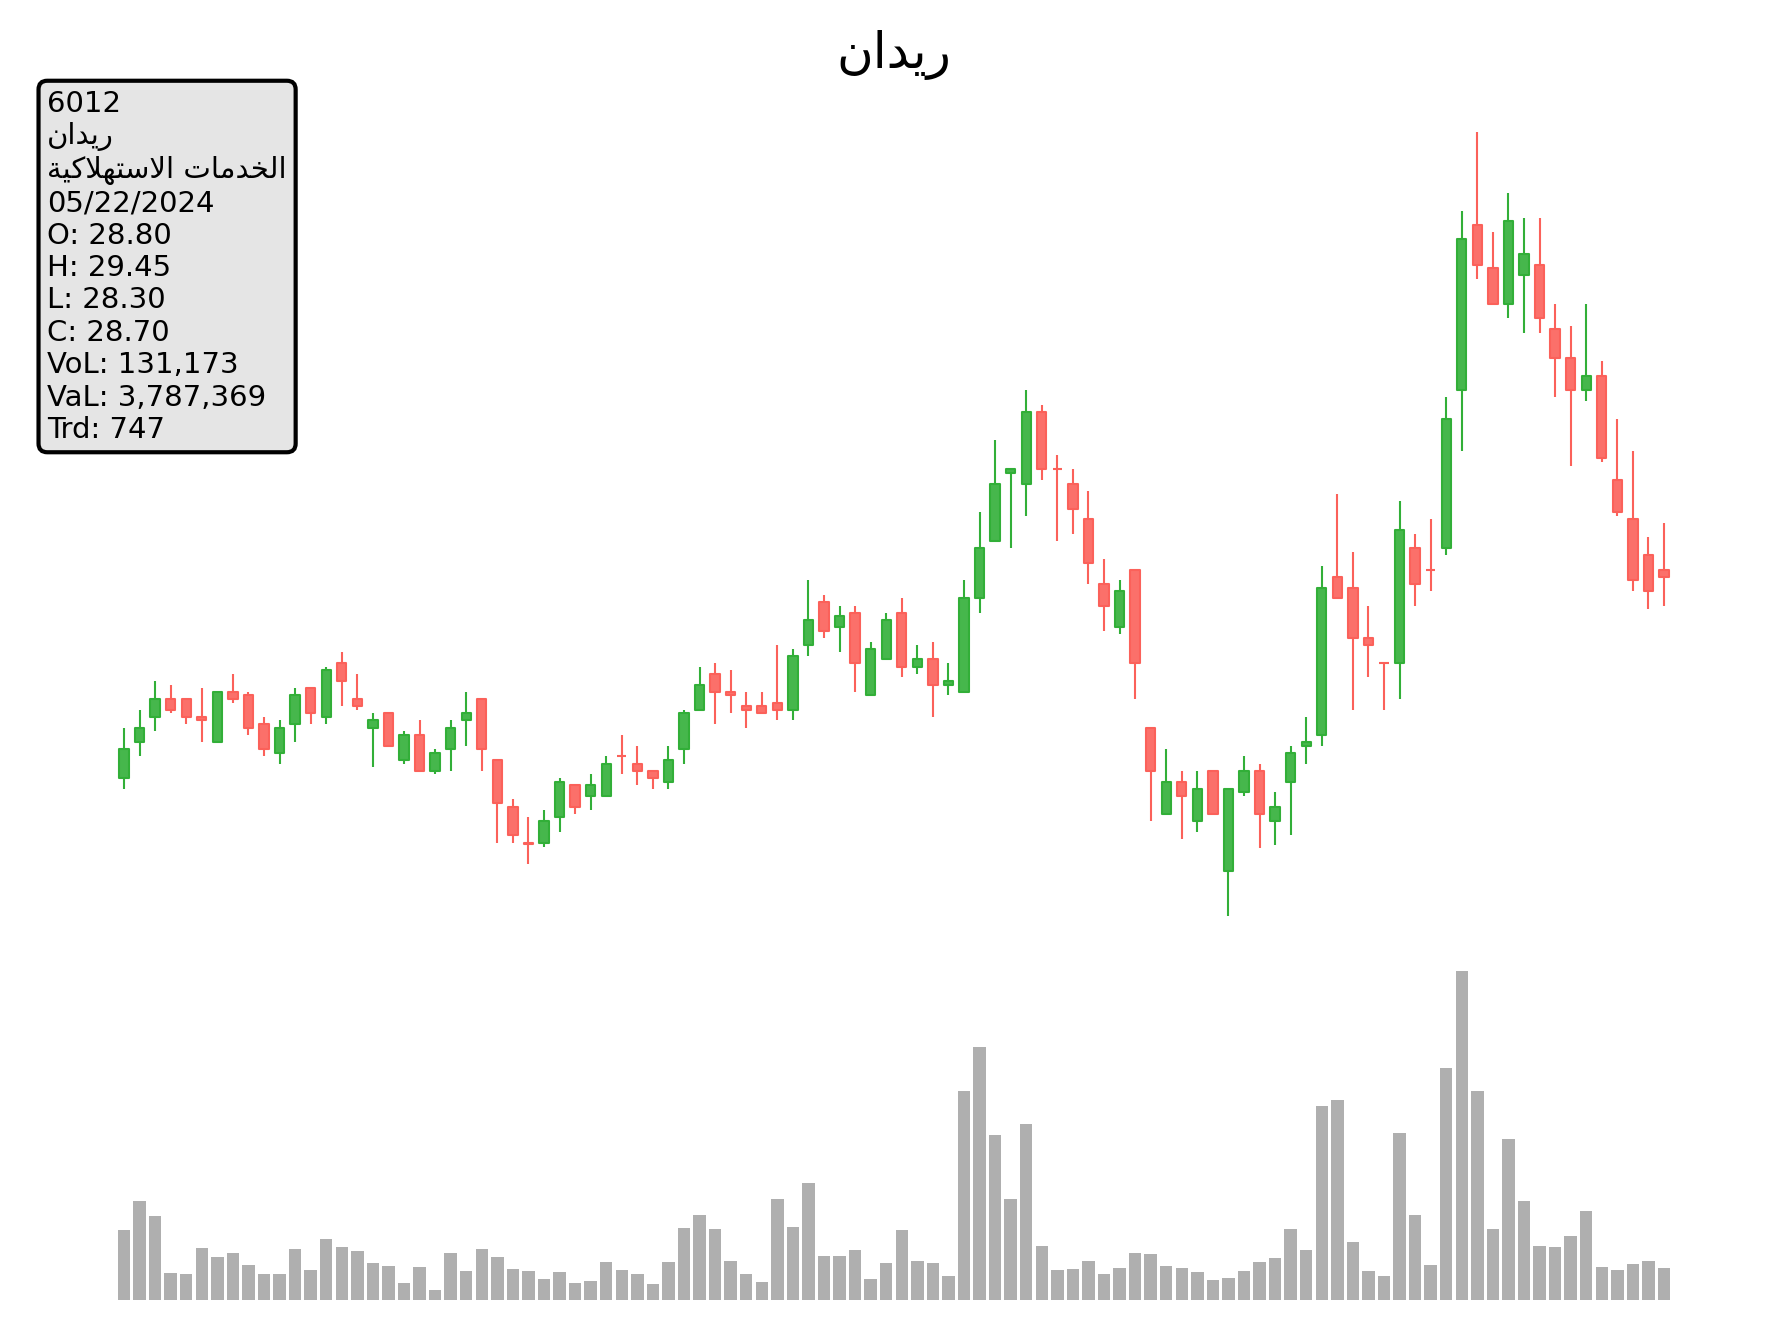 ريدان
6012
ريدان
الخدمات الاستهلاكية
05/22/2024
O: 28.80
H: 29.45
L: 28.30
C: 28.70
VoL: 131,173
VaL: 3,787,369
Trd: 747